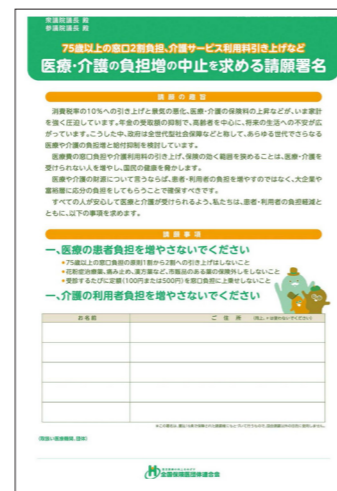 衆議院議長 殿
参議院議長 殿
75歳以上の窓口2割負担、介護サービス利用料引き上げなど
医療・介護の負担増の中止を求める請願署名
請願の趣旨
消費税率の10%への引き上げと景気の悪化、医療・介護の保険料の上昇などが、いま家計
を強く圧迫しています。年金の受取額の抑制で、高齢者を中心に、将来の生活への不安が広
がっています。こうした中、政府は全世代型社会保障などと称して、あらゆる世代でさらなる
医療や介護の負担増と給付抑制を検討しています。
医療費の窓口負担や介護利用料の引き上げ、保険の効く範囲を狭めることは、医療・介護を
受けられない人を増やし、国民の健康を脅かします。
医療や介護の財源について言うならば、患者・利用者の負担を増やすのではなく、大企業や
富裕層に応分の負担をしてもらうことで確保すべきです。
すべての人が安心して医療と介護が受けられるよう、私たちは、患者・利用者の負担軽減と
ともに、以下の事項を求めます。
請願事項
一、医療の患者負担を増やさないでください
●75歳以上の窓口負担の原則1割から2割への引き上げはしないこと
●花粉症治療薬、痛み止め、漢方薬など、市販品のある薬の保険外しをしないこと
●受診するたびに定額(100円または500円)を窓口負担に上乗せしないこと
一、介護の利用者負担を増やさないでください
お名前
ご住所
(取扱い医療機関、団体)
全国保険医団体連合会